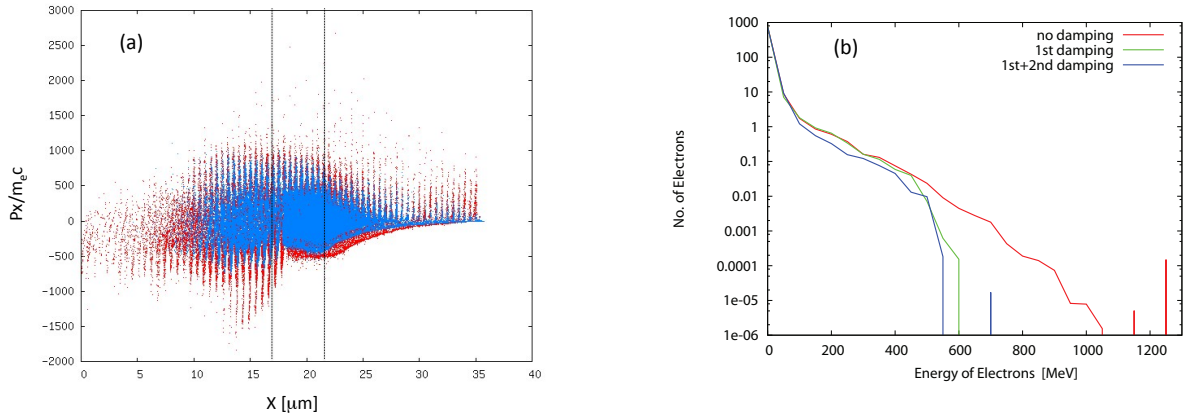 (a)
3000
2500
2000
1500
1000
500
0
−500
−1000
−1500
−2000
0 5 10 15 20 25 30 35 40
Px/mec
X [μm]
(b)
no damping
1st damping
1st+2nd damping
1000
100
10
1
0.1
0.01
0.001
0.0001
1e-05
1e-06
0 200 400 600 800 1000 1200
No. of Electrons
Energy of Electrons [MeV]